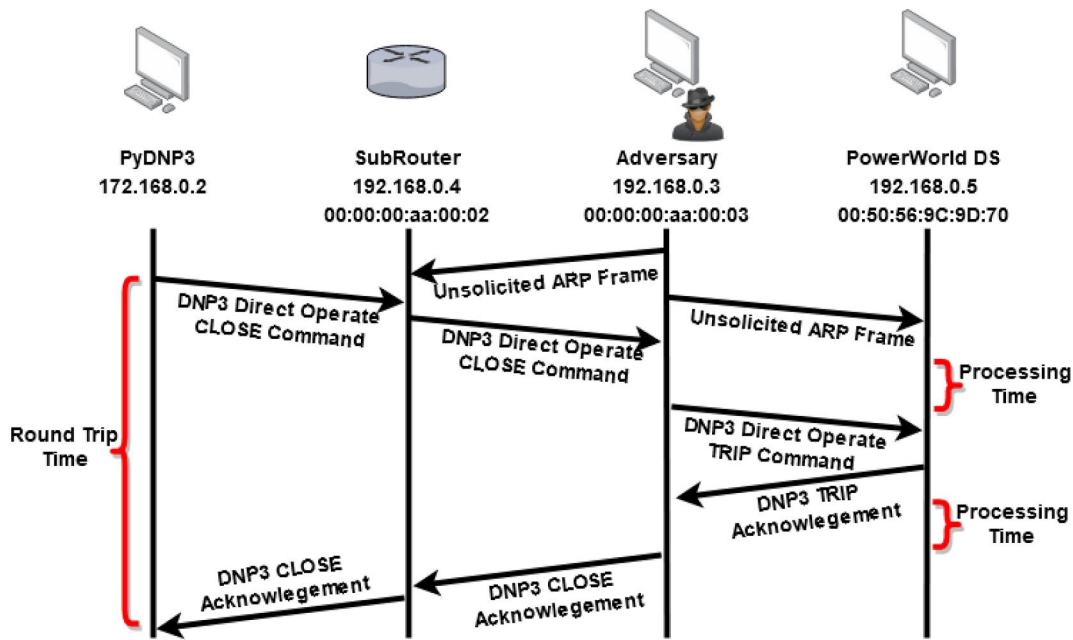 PyDNP3
172.168.0.2
SubRouter
192.168.0.4
00:00:00:aa:00:02
Adversary
192.168.0.3
00:00:00:aa:00:03
PowerWorld DS
192.168.0.5
00:50:56:9C:9D:70
Unsolicited ARP Frame
DNP3 Direct Operate
CLOSE Command
Unsolicited ARP Frame
DNP3 Direct Operate
CLOSE Command
Processing
Time
Round Trip
Time
DNP3 Direct Operate
TRIP Command
DNP3 TRIP
Acknowlegement
Processing
Time
DNP3 CLOSE
Acknowlegement
DNP3 CLOSE
Acknowlegement